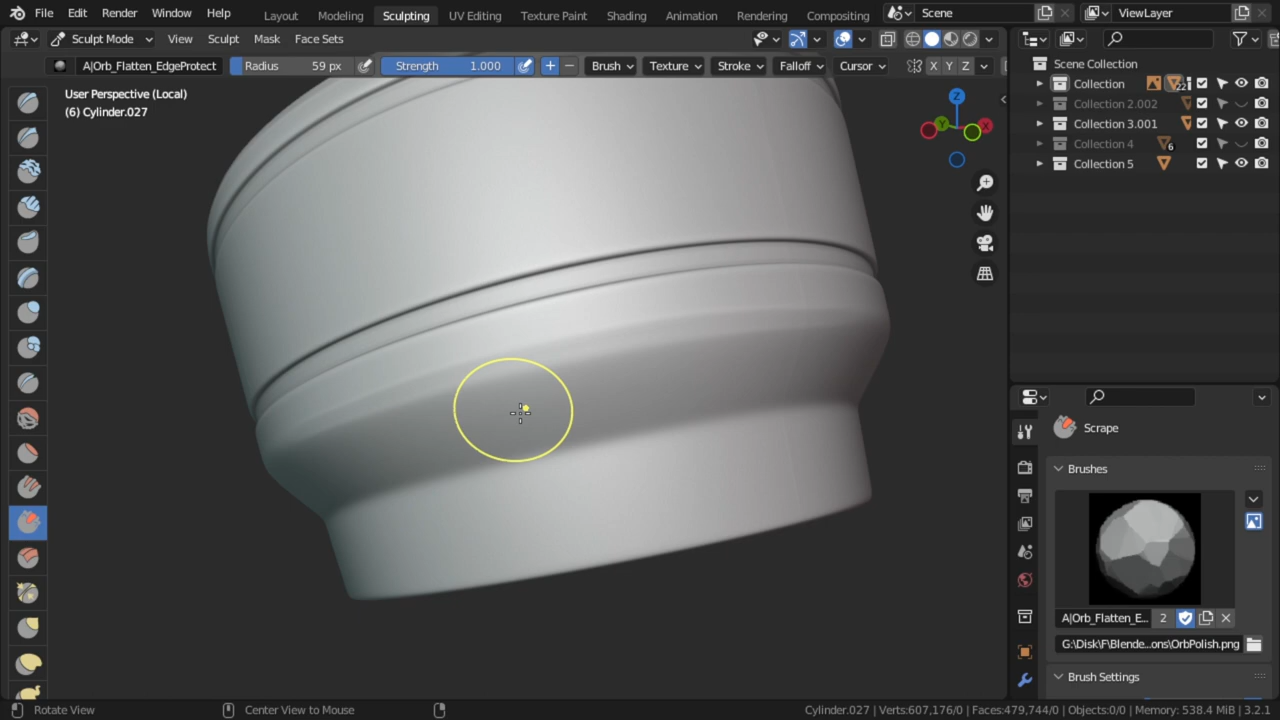 File Edit Render Window Help Layout Modeling Sculpting UV Editing Texture Paint Shading Animation Rendering Compositing Scene ViewLayer
Sculpt Mode View Sculpt Mask Face Sets
A|Orb_Flatten_EdgeProtect Radius 59 px Strength 1.000 Brush Texture Stroke Falloff Cursor X Y Z
Scene Collection
User Perspective (Local)
(6) Cylinder.027
Z
Y
X
Collection 22
Collection 2.002
Collection 3.001
Collection 4 6
Collection 5
Scrape
Brushes
A|Orb_Flatten_E... 2
G:\Disk\F\Blende...ons\OrbPolish.png
Brush Settings
Rotate View Center View to Mouse Cylinder.027 | Verts:607,176/0 | Faces:479,744/0 | Objects:0/0 | Memory: 538.4 MiB | 3.2.1